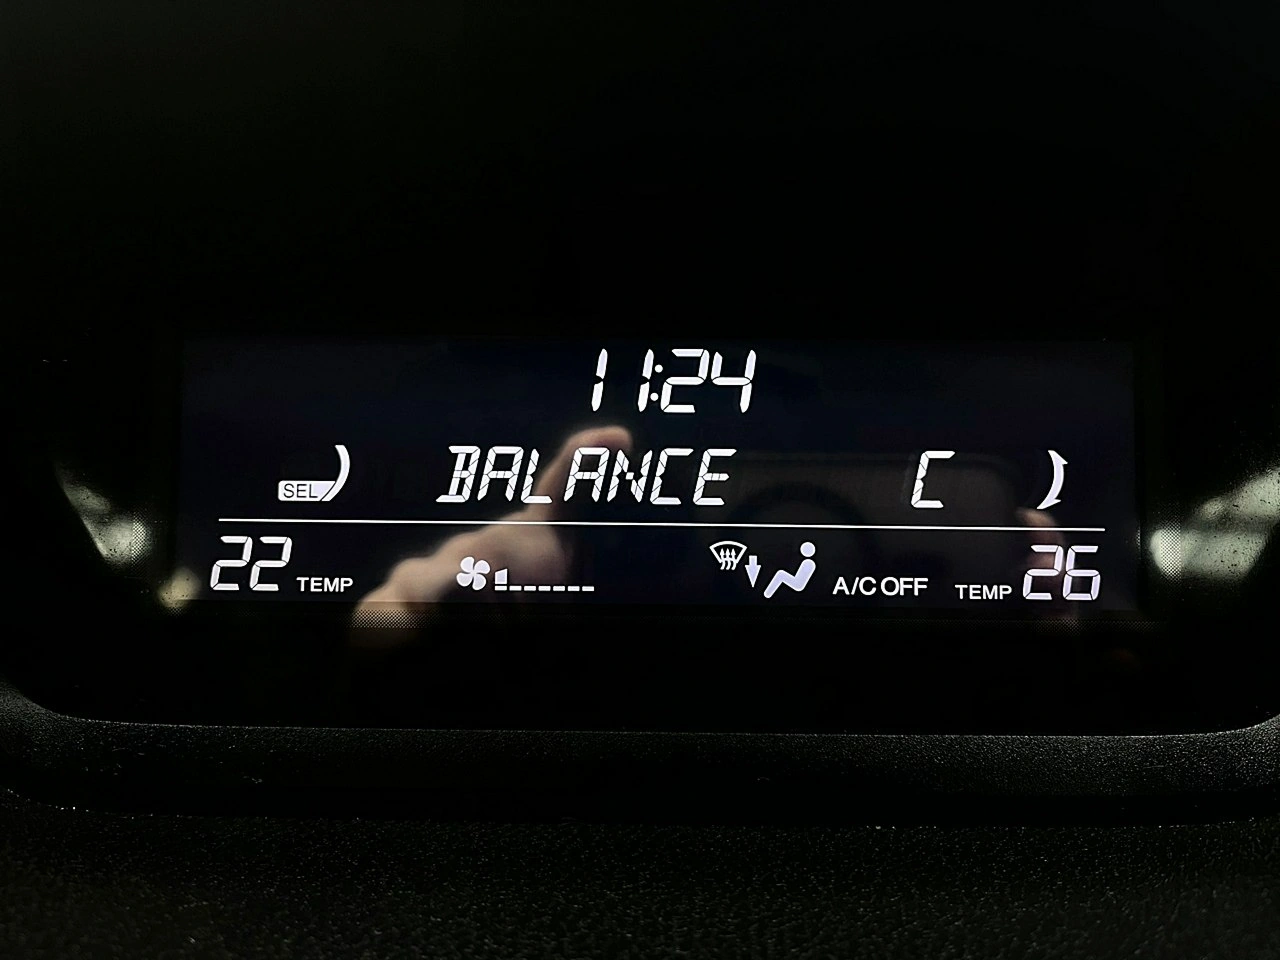 11:24
SEL BALANCE C
22 TEMP A/C OFF TEMP 26